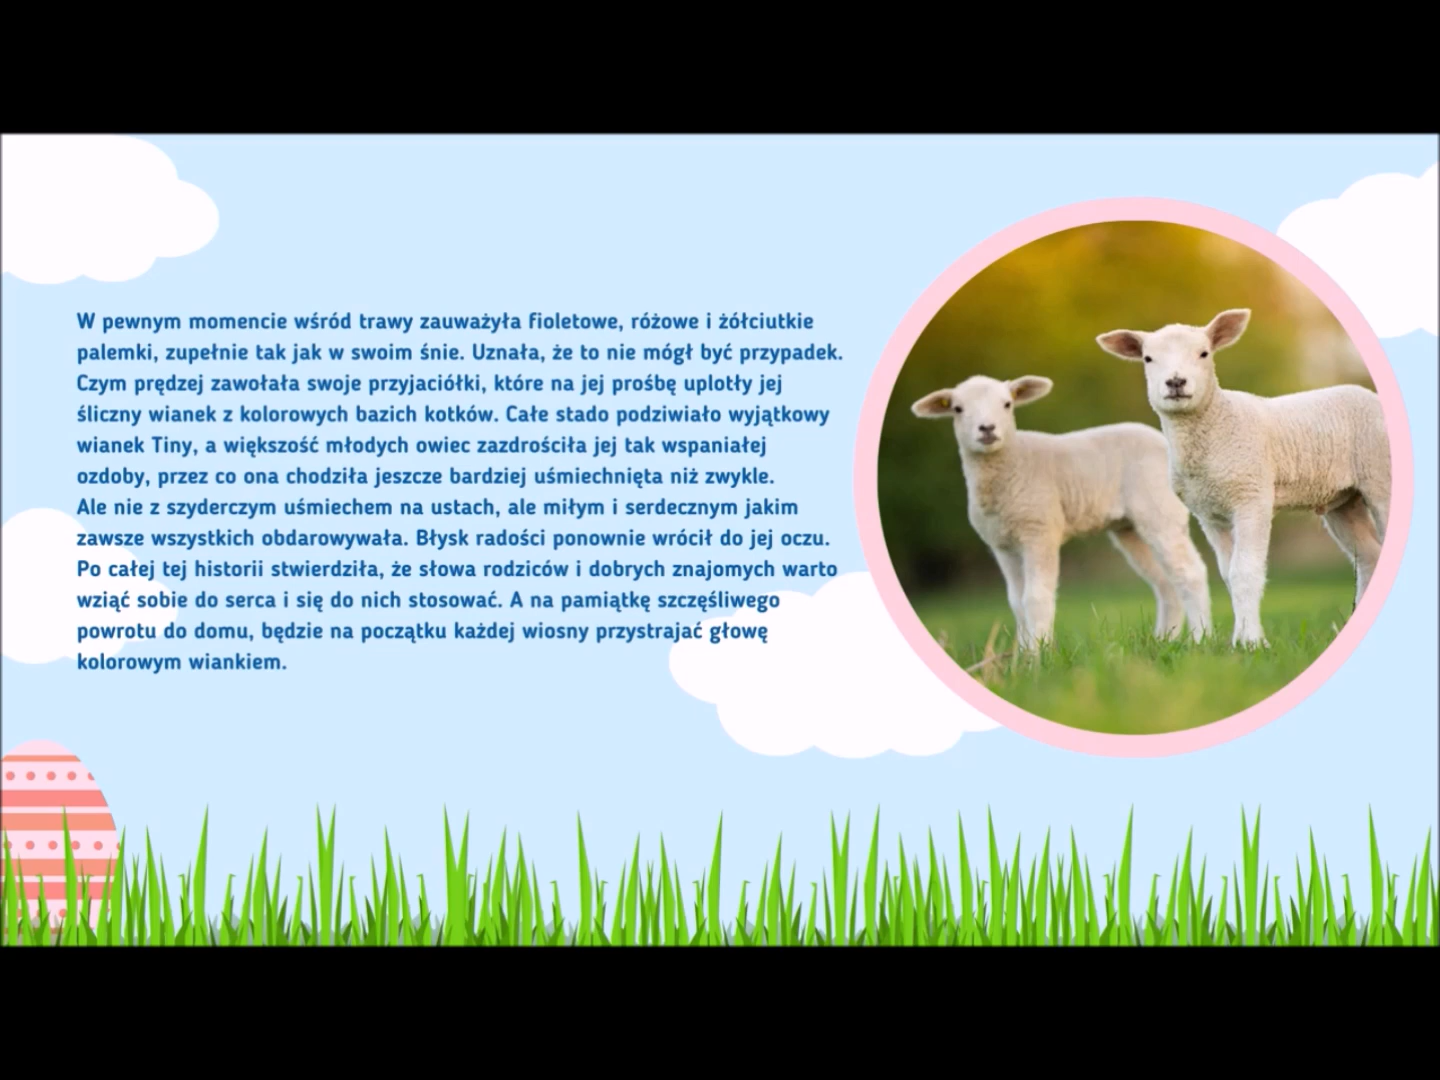 W pewnym momencie wśród trawy zauważyła fioletowe, różowe i żółciutkie
palemki, zupełnie tak jak w swoim śnie. Uznała, że to nie mógł być przypadek.
Czym prędzej zawołała swoje przyjaciółki, które na jej prośbę uplotły jej
śliczny wianek z kolorowych bazich kotków. Całe stado podziwiało wyjątkowy
wianek Tiny, a większość młodych owiec zazdrościła jej tak wspaniałej
ozdoby, przez co ona chodziła jeszcze bardziej uśmiechnięta niż zwykle.
Ale nie z szyderczym uśmiechem na ustach, ale miłym i serdecznym jakim
zawsze wszystkich obdarowywała. Błysk radości ponownie wrócił do jej oczu.
Po całej tej historii stwierdziła, że słowa rodziców i dobrych znajomych warto
wziąć sobie do serca i się do nich stosować. A na pamiątkę szczęśliwego
powrotu do domu, będzie na początku każdej wiosny przystrajać głowę
kolorowym wiankiem.